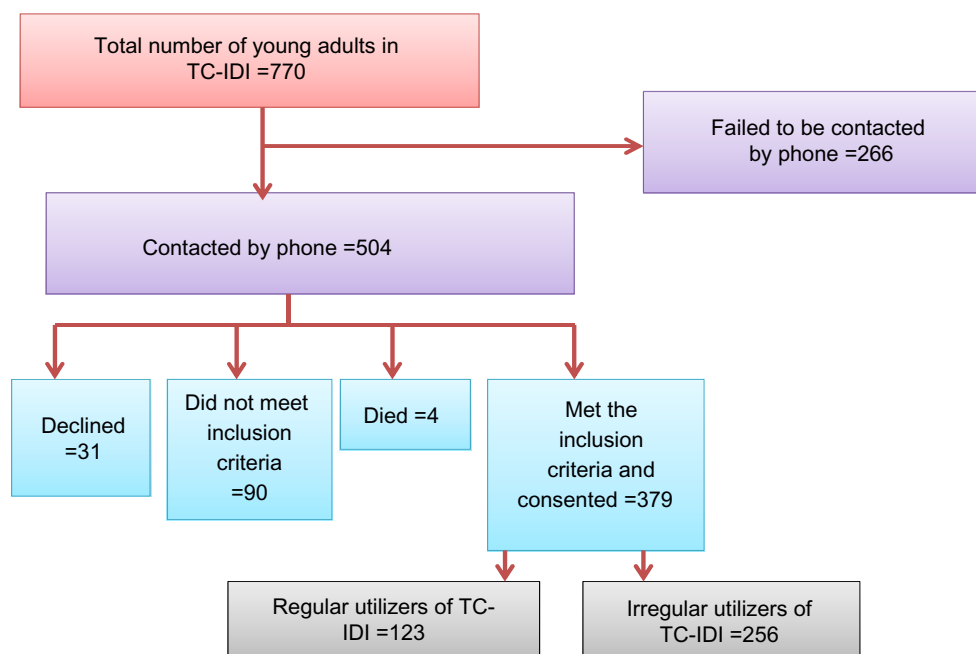 Total number of young adults in
TC-IDI =770
Failed to be contacted
by phone =266
Contacted by phone =504
Declined
=31
Did not meet
inclusion
criteria
=90
Died =4
Met the
inclusion
criteria and
consented =379
Regular utilizers of TC-
IDI =123
Irregular utilizers of
TC-IDI =256